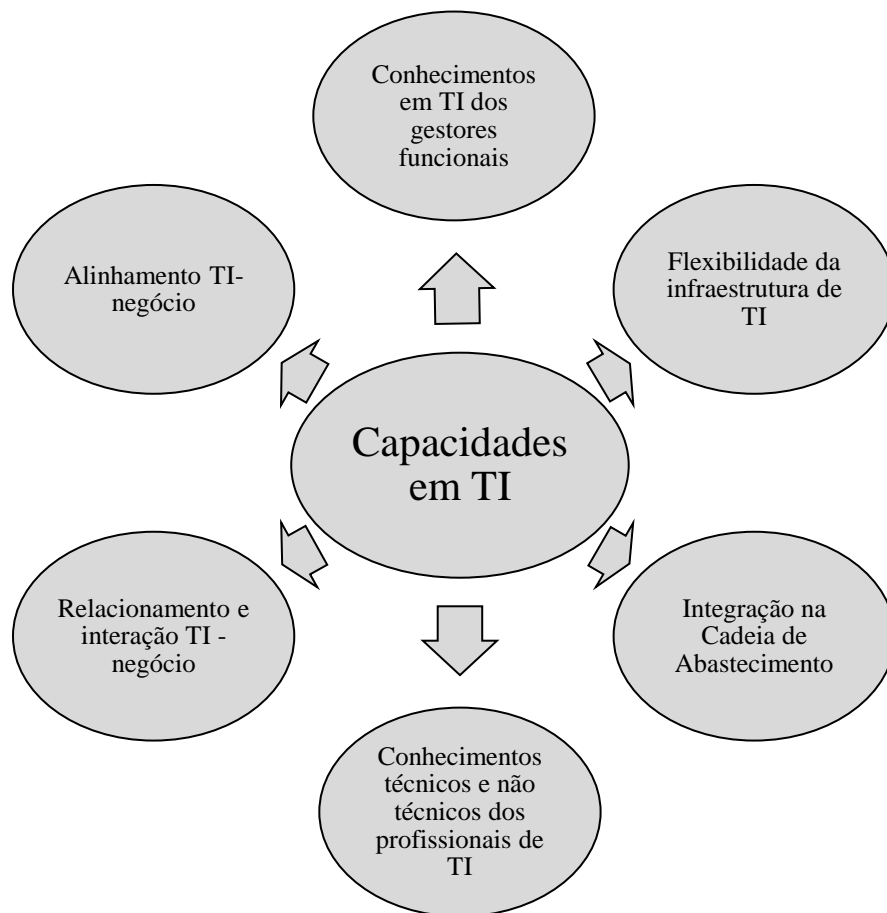 Conhecimentos
em TI dos
gestores
funcionais
Alinhamento TI-
negócio
Flexibilidade da
infraestrutura de
TI
Capacidades
em TI
Relacionamento e
interação TI -
negócio
Integração na
Cadeia de
Abastecimento
Conhecimentos
técnicos e não
técnicos dos
profissionais de
TI